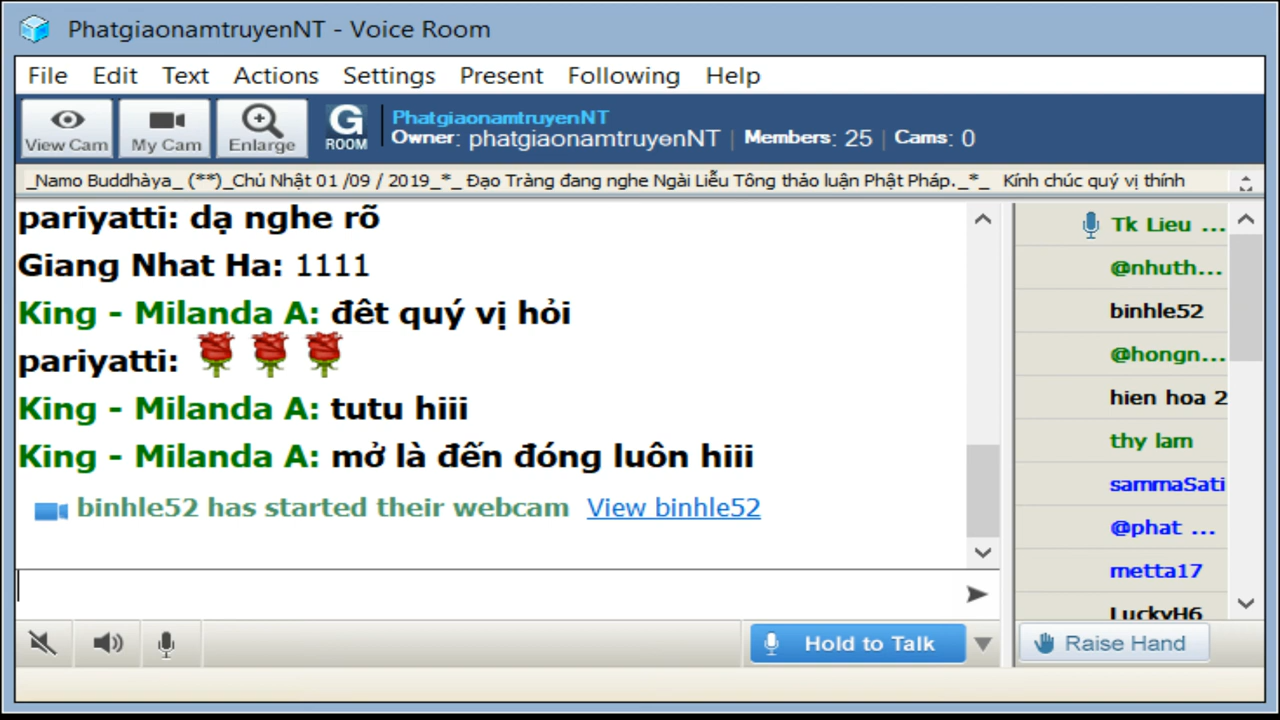 PhatgiaonamtruyenNT - Voice Room
File Edit Text Actions Settings Present Following Help
View Cam My Cam Enlarge G ROOM
PhatgiaonamtruyenNT
Owner: phatgiaonamtruyenNT | Members: 25 | Cams: 0
_Namo Buddhàya_ (**)_Chủ Nhật 01 /09 / 2019_*_ Đạo Tràng đang nghe Ngài Liễu Tông thảo luận Phật Pháp._*_ Kính chúc quý vị thính
pariyatti: dạ nghe rõ
Giang Nhat Ha: 1111
King - Milanda A: đêt quý vị hỏi
pariyatti:
King - Milanda A: tutu hiii
King - Milanda A: mở là đến đóng luôn hiii
binhle52 has started their webcam View binhle52
Tk Lieu ...
@nhuth...
binhle52
@hongn...
hien hoa 2
thy lam
sammaSati
@phat ...
metta17
LuckyH6
Hold to Talk
Raise Hand